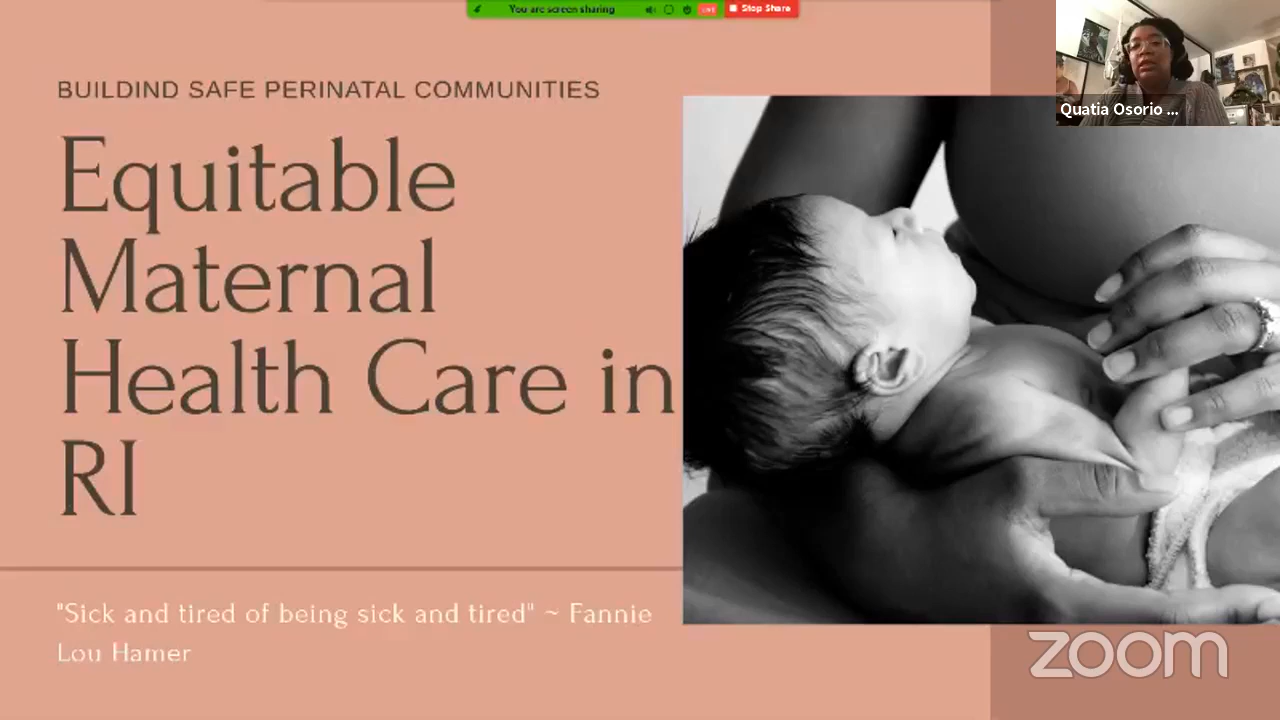 You are screen sharing
LIVE
Stop Share
Quatia Osorio ...
BUILDIND SAFE PERINATAL COMMUNITIES
Equitable
Maternal
Health Care in
RI
"Sick and tired of being sick and tired" ~ Fannie
Lou Hamer
zoom